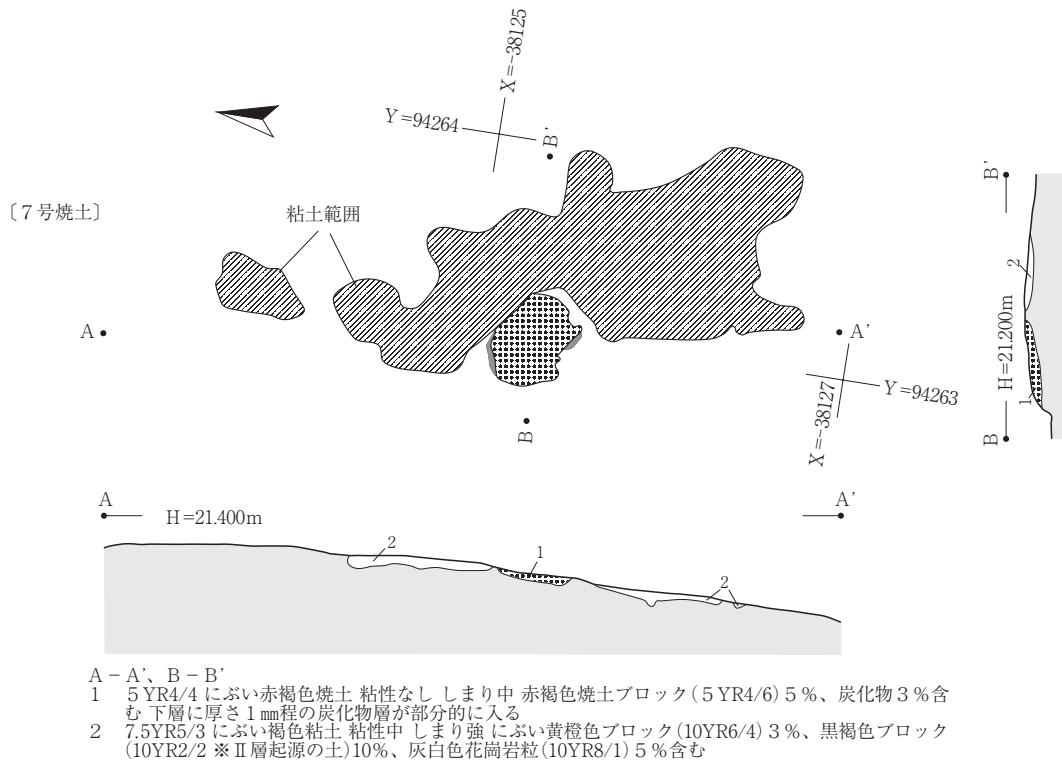 X=-38125
Y=94264
B'
〔７号焼土〕
粘土範囲
A
A'
Y=94263
X=-38127
B
B'
2
H=21.200m
1
B
A
A'
H=21.400m
2
1
2
A－A'、B－B'
1　５YR4/4 にぶい赤褐色焼土 粘性なし しまり中 赤褐色焼土ブロック(５YR4/6)５%、炭化物３%含
む 下層に厚さ１㎜程の炭化物層が部分的に入る
2　7.5YR5/3 にぶい褐色粘土 粘性中 しまり強 にぶい黄橙色ブロック(10YR6/4)３%、黒褐色ブロック
(10YR2/2 ※Ⅱ層起源の土)10%、灰白色花崗岩粒(10YR8/1)５%含む